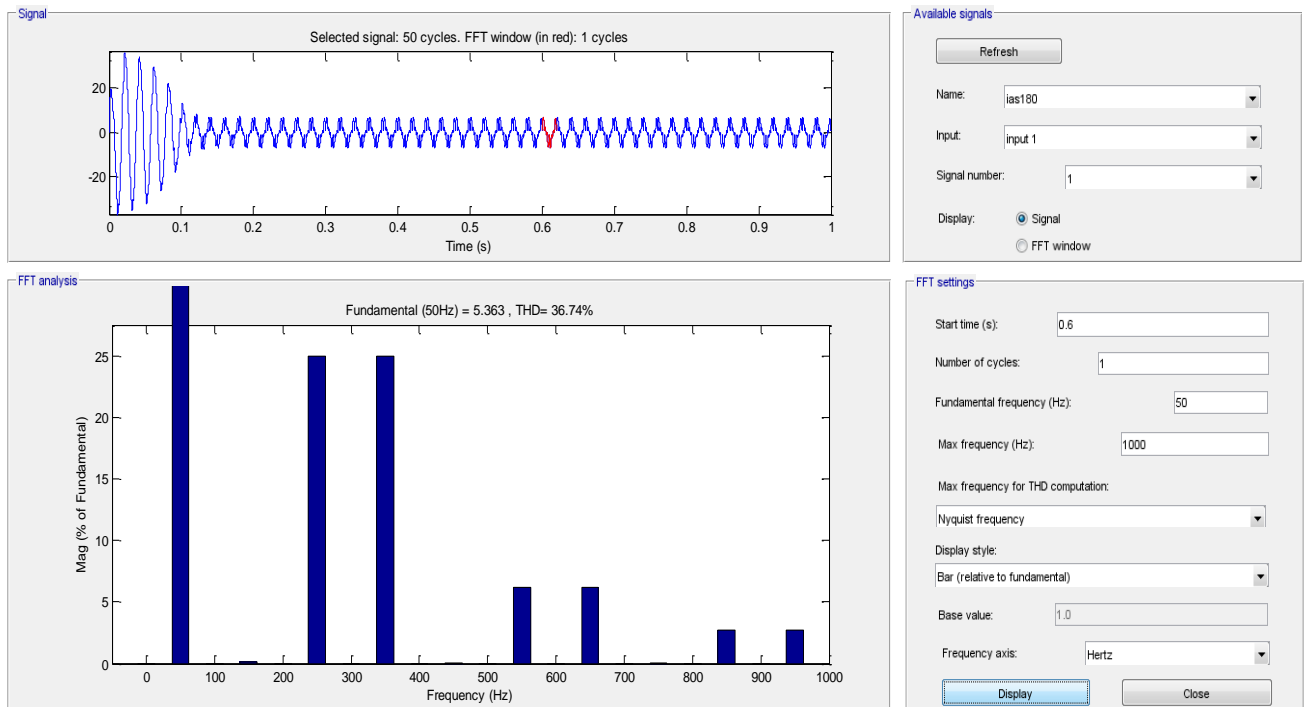 Signal
Selected signal: 50 cycles. FFT window (in red): 1 cycles
20
0
-20
0 0.1 0.2 0.3 0.4 0.5 0.6 0.7 0.8 0.9 1
Time (s)
Available signals
Refresh
Name: ias180
Input: input 1
Signal number: 1
Display: Signal
FFT window
FFT analysis
Fundamental (50Hz) = 5.363 , THD= 36.74%
25
20
15
10
5
0
Mag (% of Fundamental)
0 100 200 300 400 500 600 700 800 900 1000
Frequency (Hz)
FFT settings
Start time (s): 0.6
Number of cycles: 1
Fundamental frequency (Hz): 50
Max frequency (Hz): 1000
Max frequency for THD computation:
Nyquist frequency
Display style:
Bar (relative to fundamental)
Base value: 1.0
Frequency axis: Hertz
Display Close